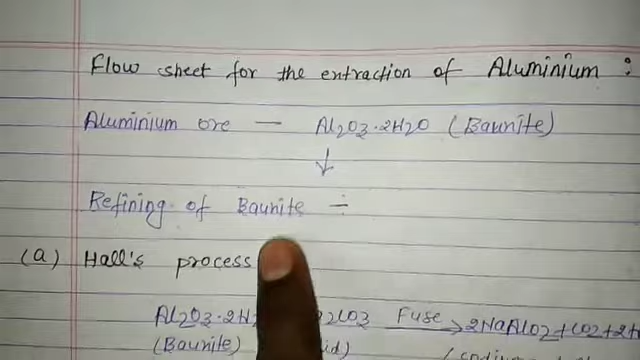 Flow sheet for the extraction of Aluminium :
Aluminium ore — Al2O3·2H2O (Bauxite)
↓
Refining of Bauxite ÷
(a) Hall's process
Al2O3·2H 2CO3 Fuse → 2NaAlO2 + CO2 + 2H
(Bauxite)